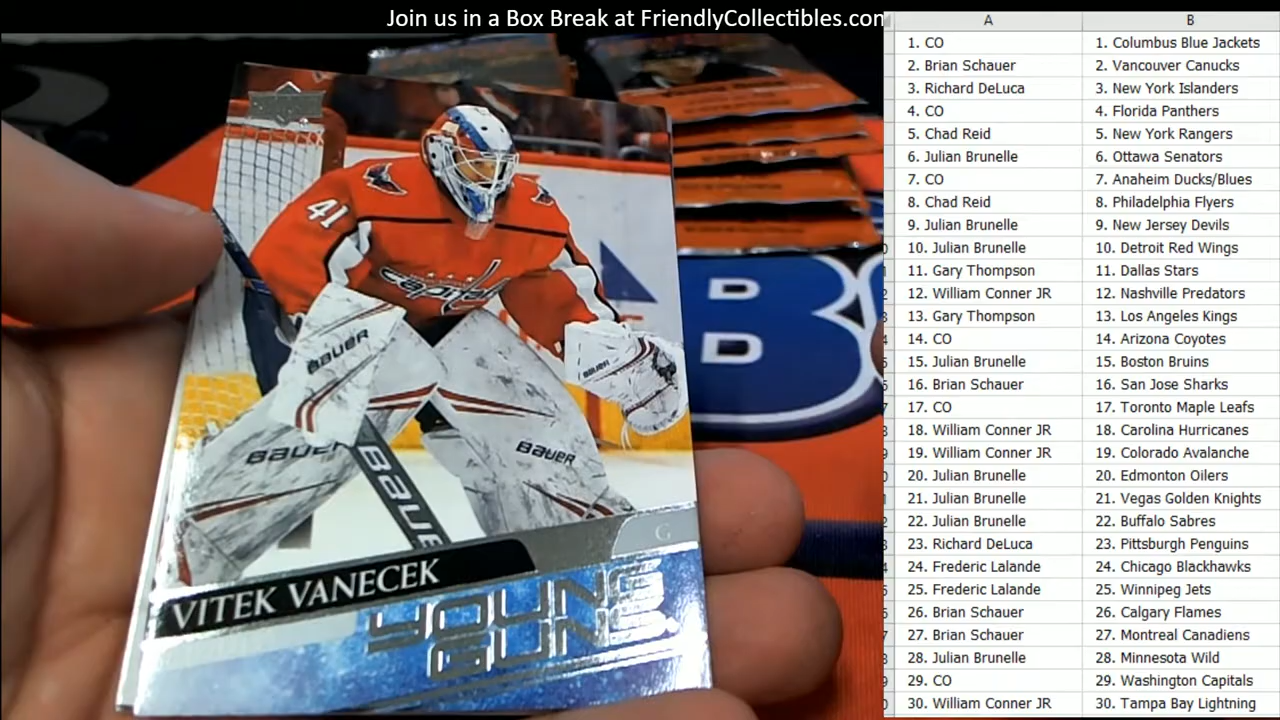 Join us in a Box Break at FriendlyCollectibles.com
A B
1. CO 1. Columbus Blue Jackets
2. Brian Schauer 2. Vancouver Canucks
3. Richard DeLuca 3. New York Islanders
4. CO 4. Florida Panthers
5. Chad Reid 5. New York Rangers
6. Julian Brunelle 6. Ottawa Senators
7. CO 7. Anaheim Ducks/Blues
8. Chad Reid 8. Philadelphia Flyers
9. Julian Brunelle 9. New Jersey Devils
10. Julian Brunelle 10. Detroit Red Wings
11. Gary Thompson 11. Dallas Stars
12. William Conner JR 12. Nashville Predators
13. Gary Thompson 13. Los Angeles Kings
14. CO 14. Arizona Coyotes
15. Julian Brunelle 15. Boston Bruins
16. Brian Schauer 16. San Jose Sharks
17. CO 17. Toronto Maple Leafs
18. William Conner JR 18. Carolina Hurricanes
19. William Conner JR 19. Colorado Avalanche
20. Julian Brunelle 20. Edmonton Oilers
21. Julian Brunelle 21. Vegas Golden Knights
22. Julian Brunelle 22. Buffalo Sabres
23. Richard DeLuca 23. Pittsburgh Penguins
24. Frederic Lalande 24. Chicago Blackhawks
25. Frederic Lalande 25. Winnipeg Jets
26. Brian Schauer 26. Calgary Flames
27. Brian Schauer 27. Montreal Canadiens
28. Julian Brunelle 28. Minnesota Wild
29. CO 29. Washington Capitals
30. William Conner JR 30. Tampa Bay Lightning
41
capitals
BAUER
BAUER
BAUER
BAUER
BAUE
G
VITEK VANECEK
YOUNG
GUNS
B